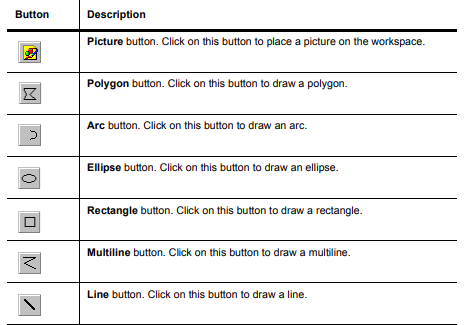 Button Description
Picture button. Click on this button to place a picture on the workspace.
Polygon button. Click on this button to draw a polygon.
Arc button. Click on this button to draw an arc.
Ellipse button. Click on this button to draw an ellipse.
Rectangle button. Click on this button to draw a rectangle.
Multiline button. Click on this button to draw a multiline.
Line button. Click on this button to draw a line.